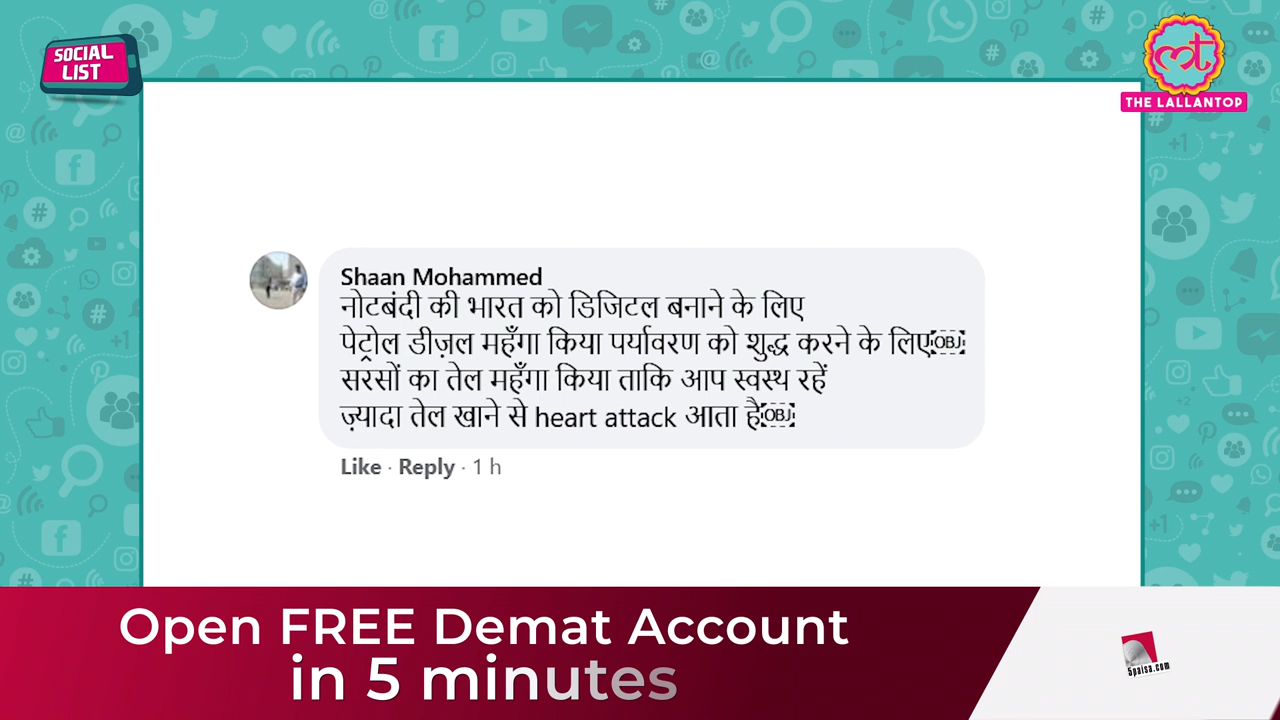 SOCIAL
LIST
THE LALLANTOP
Shaan Mohammed
नोटबंदी की भारत को डिजिटल बनाने के लिए
पेट्रोल डीज़ल महँगा किया पर्यावरण को शुद्ध करने के लिए￼
सरसों का तेल महँगा किया ताकि आप स्वस्थ रहें
ज़्यादा तेल खाने से heart attack आता है￼
Like · Reply · 1 h
Open FREE Demat Account
in 5 minutes
5paisa.com